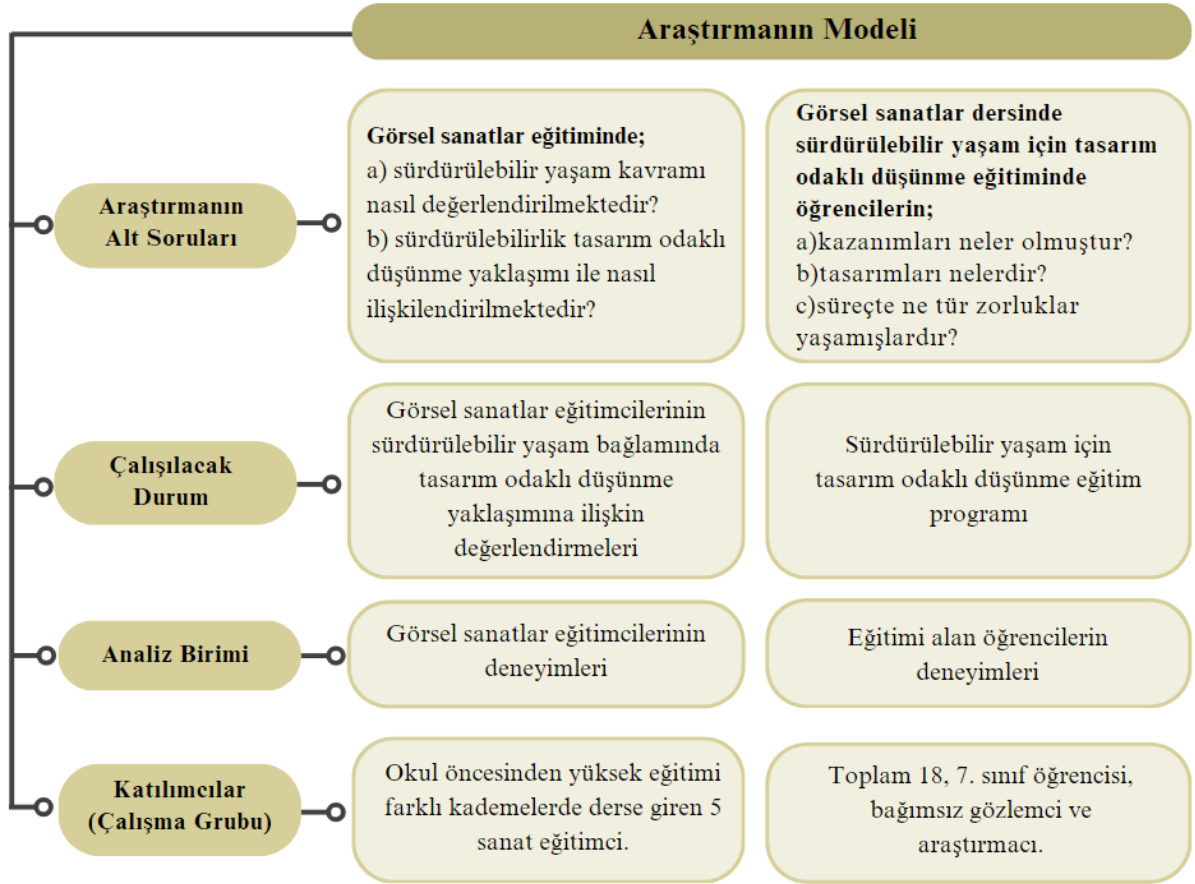 Araştırmanın Modeli
Araştırmanın
Alt Soruları
Görsel sanatlar eğitiminde;
a) sürdürülebilir yaşam kavramı
nasıl değerlendirilmektedir?
b) sürdürülebilirlik tasarım odaklı
düşünme yaklaşımı ile nasıl
ilişkilendirilmektedir?
Görsel sanatlar dersinde
sürdürülebilir yaşam için tasarım
odaklı düşünme eğitiminde
öğrencilerin;
a)kazanımları neler olmuştur?
b)tasarımları nelerdir?
c)süreçte ne tür zorluklar
yaşamışlardır?
Çalışılacak
Durum
Görsel sanatlar eğitimcilerinin
sürdürülebilir yaşam bağlamında
tasarım odaklı düşünme
yaklaşımına ilişkin
değerlendirmeleri
Sürdürülebilir yaşam için
tasarım odaklı düşünme eğitim
programı
Analiz Birimi
Görsel sanatlar eğitimcilerinin
deneyimleri
Eğitimi alan öğrencilerin
deneyimleri
Katılımcılar
(Çalışma Grubu)
Okul öncesinden yüksek eğitimi
farklı kademelerde derse giren 5
sanat eğitimci.
Toplam 18, 7. sınıf öğrencisi,
bağımsız gözlemci ve
araştırmacı.